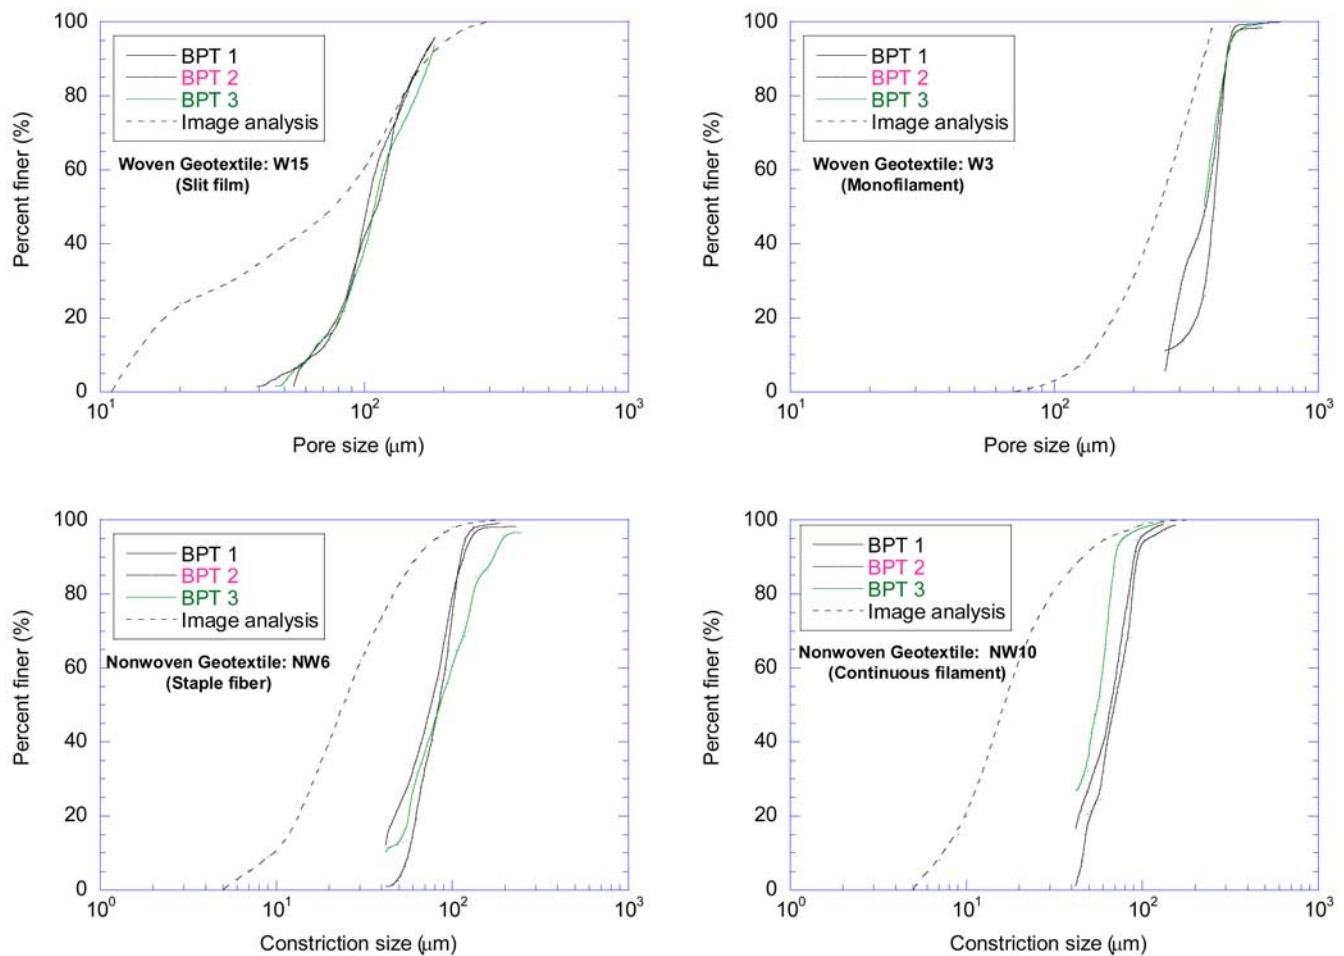 100
80
60
40
20
0
Percent finer (%)
BPT 1
BPT 2
BPT 3
Image analysis
Woven Geotextile: W15
(Slit film)
10¹
10²
10³
Pore size (μm)
100
80
60
40
20
0
Percent finer (%)
BPT 1
BPT 2
BPT 3
Image analysis
Woven Geotextile: W3
(Monofilament)
10¹
10²
10³
Pore size (μm)
100
80
60
40
20
0
Percent finer (%)
BPT 1
BPT 2
BPT 3
Image analysis
Nonwoven Geotextile: NW6
(Staple fiber)
10⁰
10¹
10²
10³
Constriction size (μm)
100
80
60
40
20
0
Percent finer (%)
BPT 1
BPT 2
BPT 3
Image analysis
Nonwoven Geotextile: NW10
(Continuous filament)
10⁰
10¹
10²
10³
Constriction size (μm)